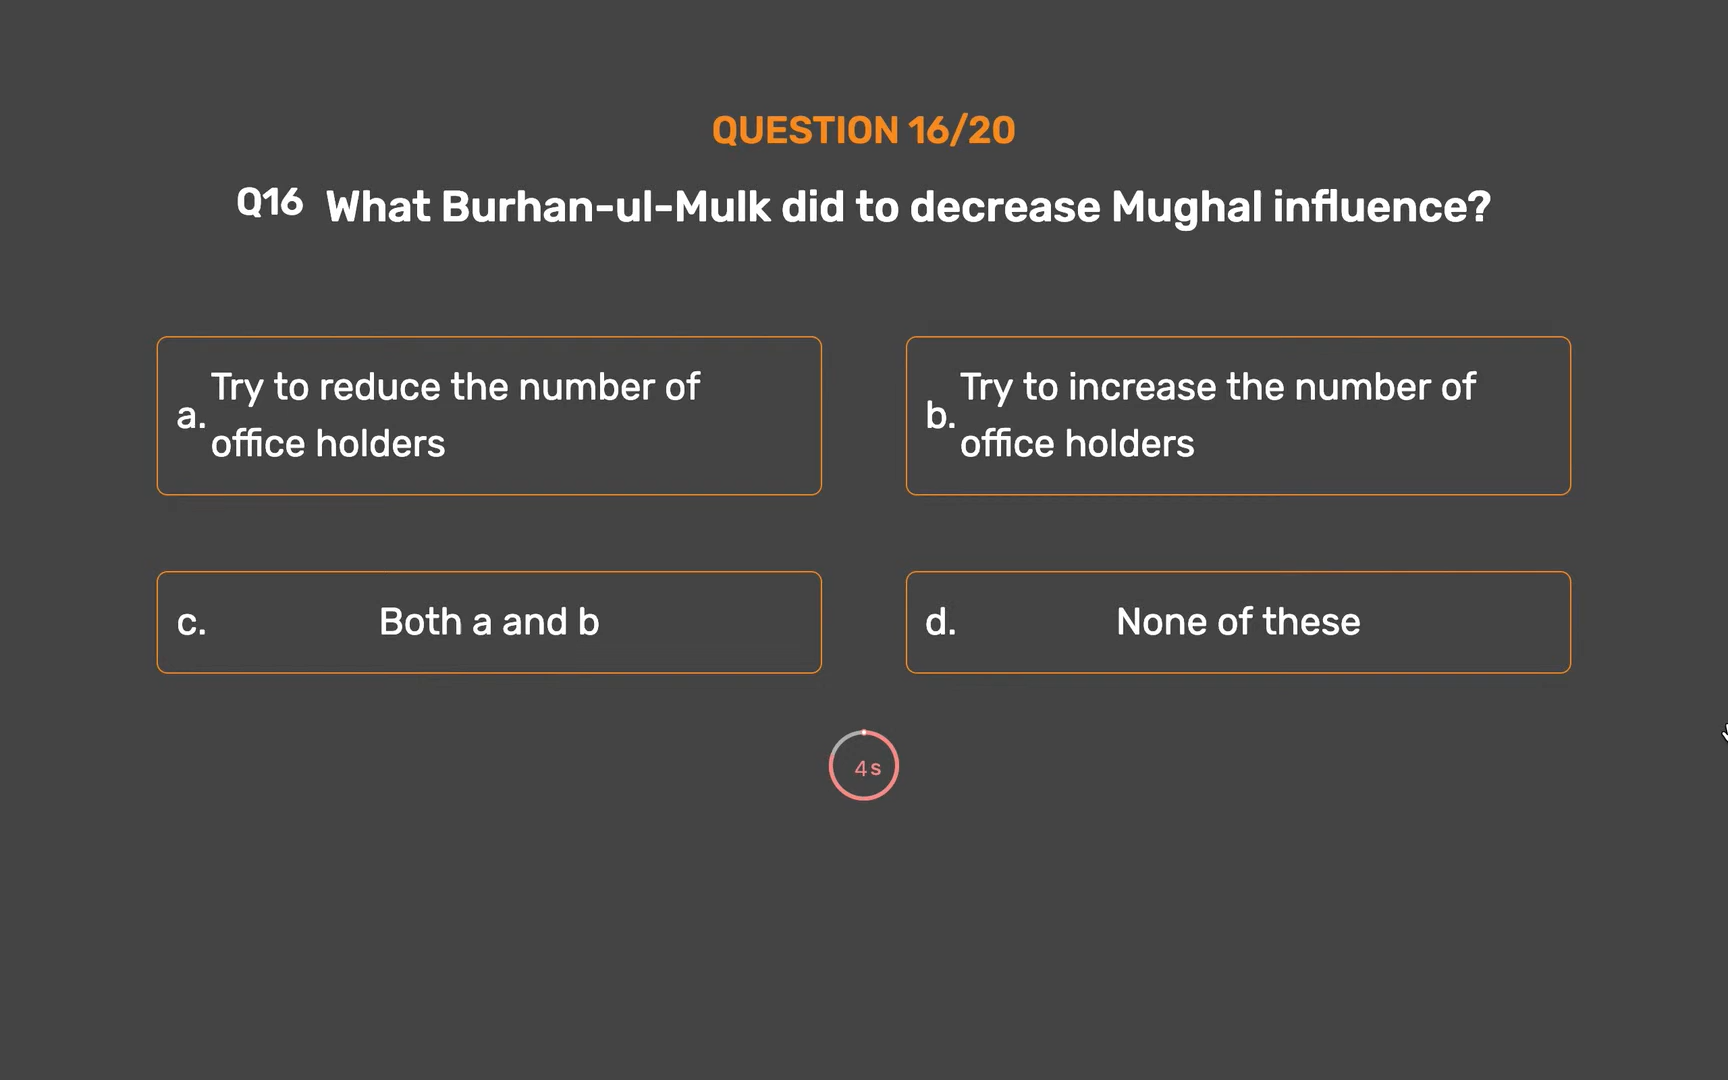 QUESTION 16/20
Q16 What Burhan-ul-Mulk did to decrease Mughal influence?
a. Try to reduce the number of
office holders
b. Try to increase the number of
office holders
c. Both a and b
d. None of these
4s